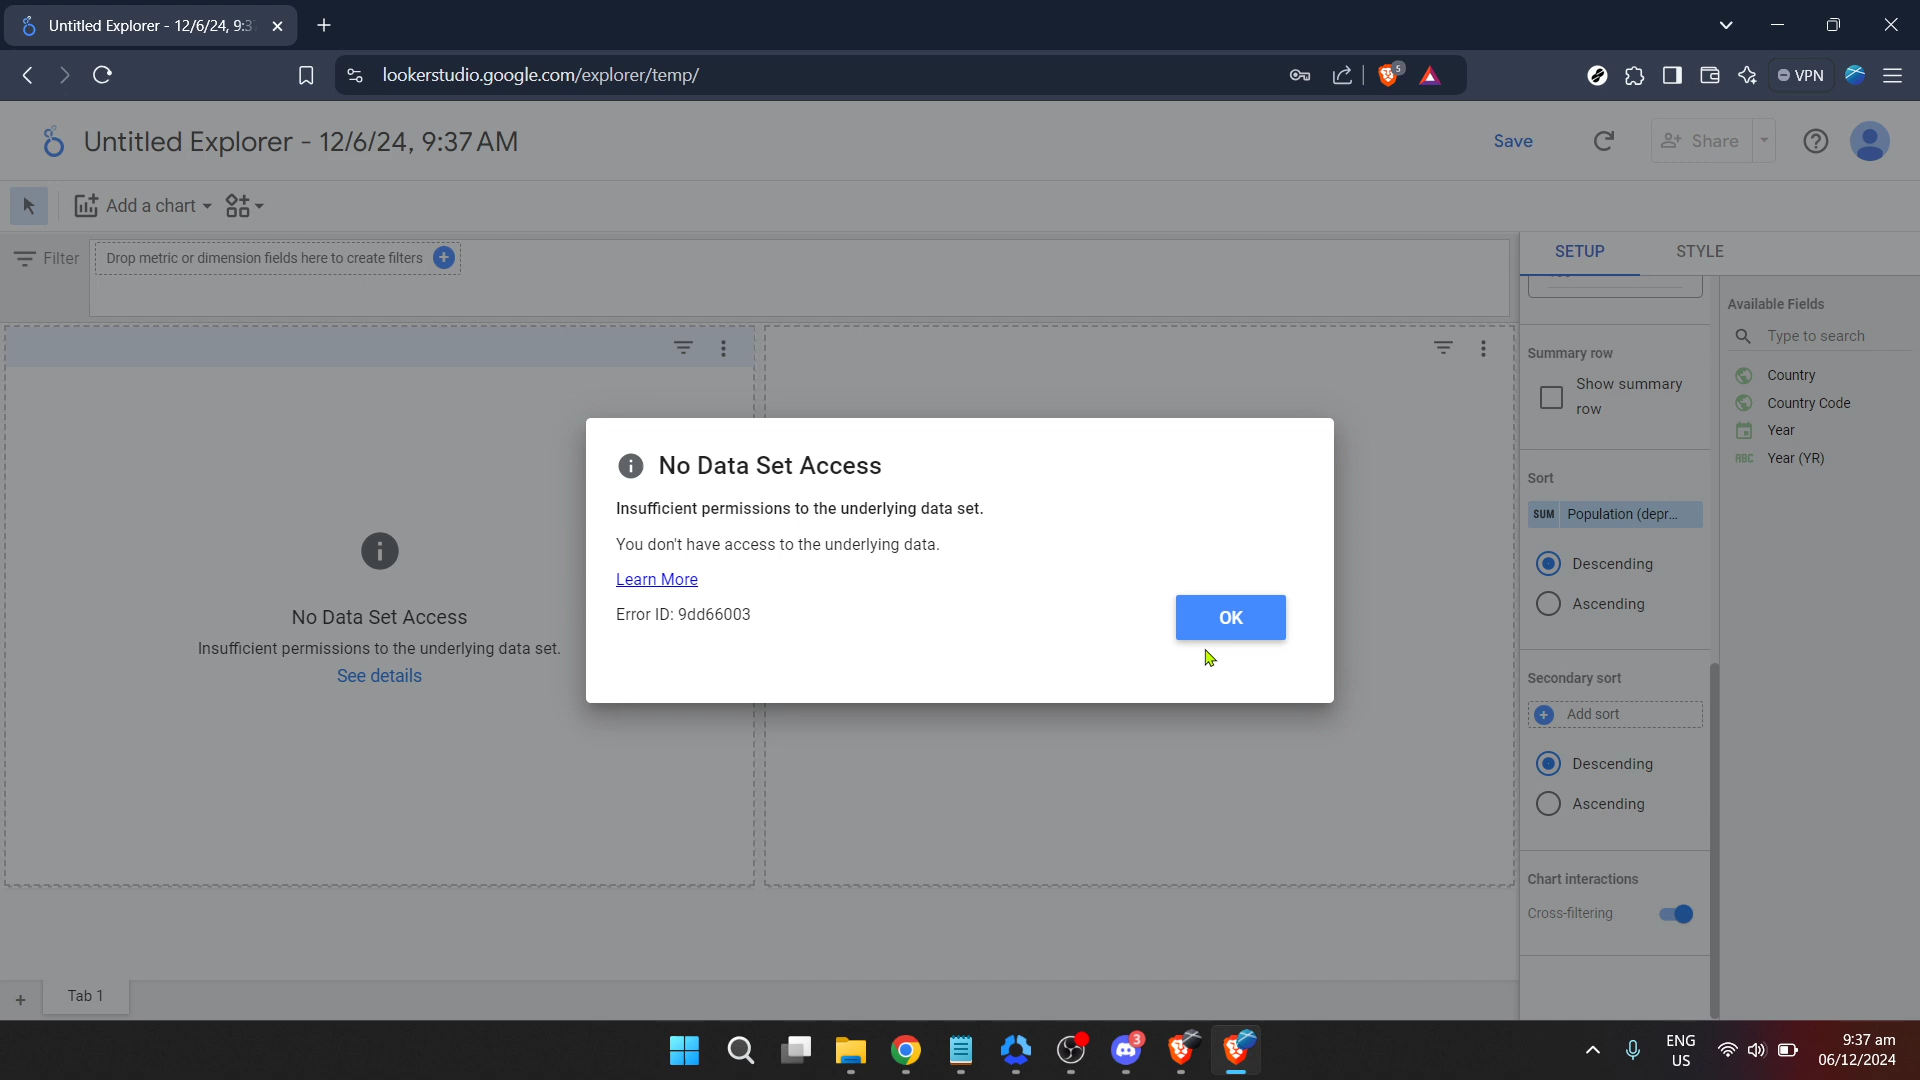 Untitled Explorer - 12/6/24, 9:37
lookerstudio.google.com/explorer/temp/
5
VPN
Untitled Explorer - 12/6/24, 9:37 AM
Save
Share
Add a chart
Filter
Drop metric or dimension fields here to create filters
SETUP
STYLE
Available Fields
Type to search
Country
Country Code
Year
ABC Year (YR)
Summary row
Show summary
row
Sort
SUM Population (depr...
Descending
Ascending
Secondary sort
Add sort
Descending
Ascending
Chart interactions
Cross-filtering
No Data Set Access
Insufficient permissions to the underlying data set.
See details
No Data Set Access
Insufficient permissions to the underlying data set.
You don't have access to the underlying data.
Learn More
Error ID: 9dd66003
OK
Tab 1
3
ENG
US
9:37 am
06/12/2024